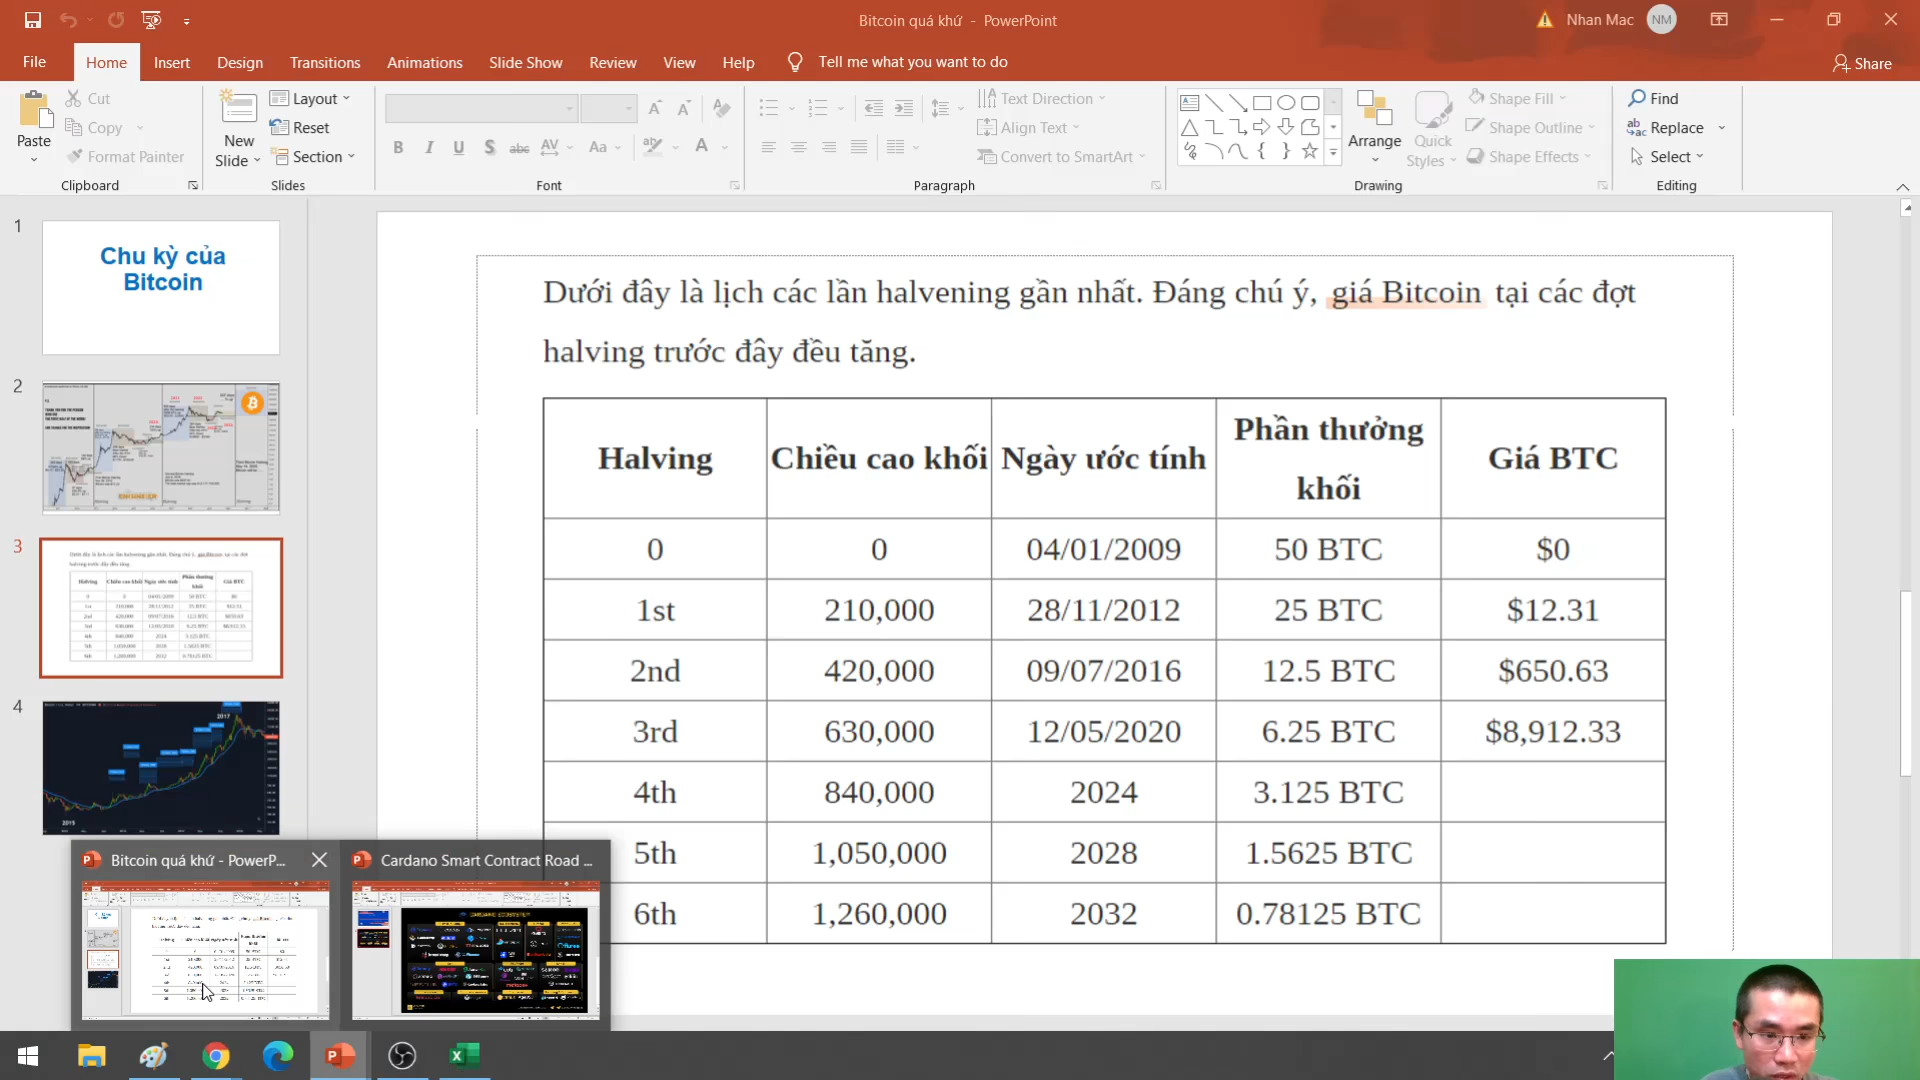 Bitcoin quá khứ - PowerPoint
Nhan Mac
NM
File
Home
Insert
Design
Transitions
Animations
Slide Show
Review
View
Help
Tell me what you want to do
Share
Paste
Cut
Copy
Format Painter
Clipboard
New Slide
Layout
Reset
Section
Slides
Font
Text Direction
Align Text
Convert to SmartArt
Paragraph
Arrange
Quick Styles
Shape Fill
Shape Outline
Shape Effects
Drawing
Find
Replace
Select
Editing
1
Chu kỳ của
Bitcoin
2
3
4
2017
2015
Dưới đây là lịch các lần halvening gần nhất. Đáng chú ý, giá Bitcoin tại các đợt
halving trước đây đều tăng.
Halving Chiều cao khối Ngày ước tính Phần thưởng khối Giá BTC
0 0 04/01/2009 50 BTC $0
1st 210,000 28/11/2012 25 BTC $12.31
2nd 420,000 09/07/2016 12.5 BTC $650.63
3rd 630,000 12/05/2020 6.25 BTC $8,912.33
4th 840,000 2024 3.125 BTC
5th 1,050,000 2028 1.5625 BTC
6th 1,260,000 2032 0.78125 BTC
Bitcoin quá khứ - PowerP...
Cardano Smart Contract Road ...
CARDANO ECOSYSTEM